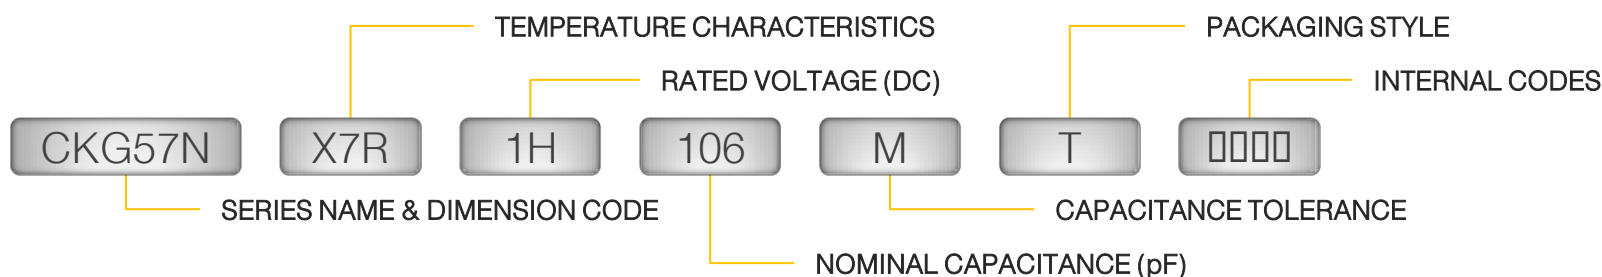 TEMPERATURE CHARACTERISTICS
PACKAGING STYLE
RATED VOLTAGE (DC)
INTERNAL CODES
CKG57N X7R 1H 106 M T ▯▯▯▯
SERIES NAME & DIMENSION CODE
CAPACITANCE TOLERANCE
NOMINAL CAPACITANCE (pF)